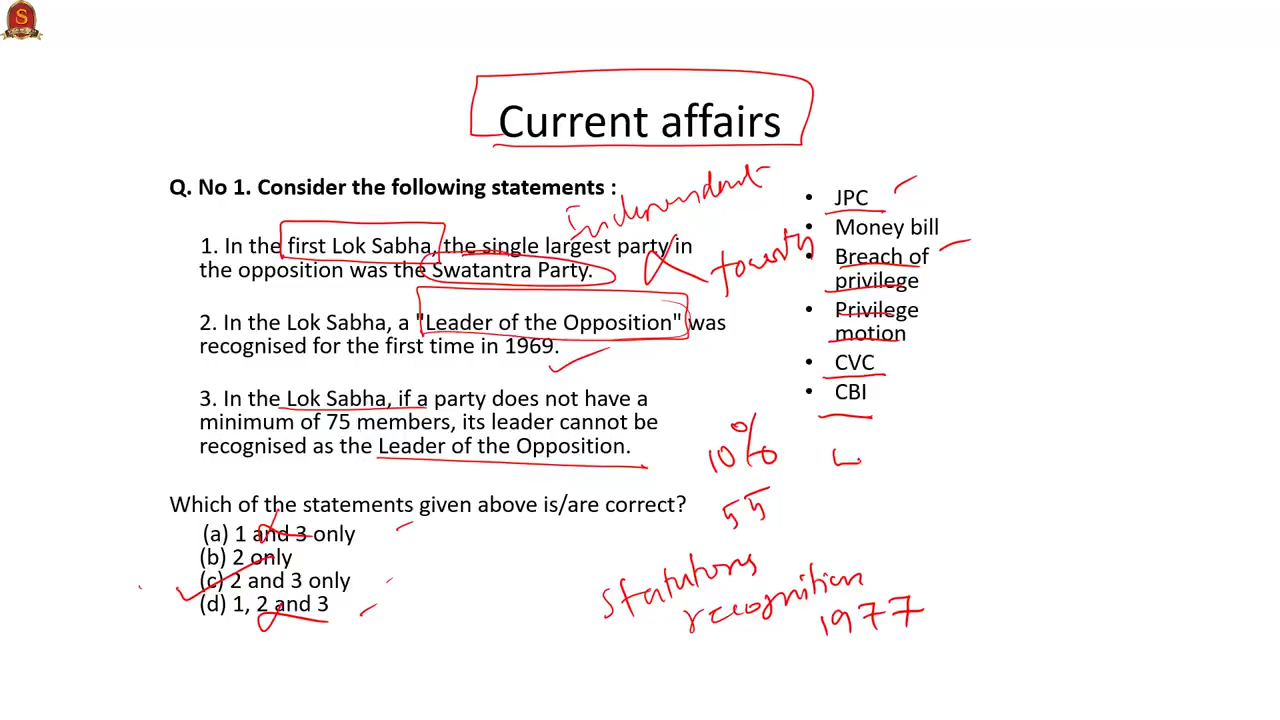 S
Current affairs
Q. No 1. Consider the following statements :
Independent
1. In the first Lok Sabha, the single largest party in
the opposition was the Swatantra Party.
2. In the Lok Sabha, a "Leader of the Opposition" was
recognised for the first time in 1969.
3. In the Lok Sabha, if a party does not have a
minimum of 75 members, its leader cannot be
recognised as the Leader of the Opposition.
Which of the statements given above is/are correct?
(a) 1 and 3 only
(b) 2 only
(c) 2 and 3 only
(d) 1, 2 and 3
• JPC
• Money bill
• Breach of
privilege
• Privilege
motion
• CVC
• CBI
10%
55
Statutory
recognition
1977